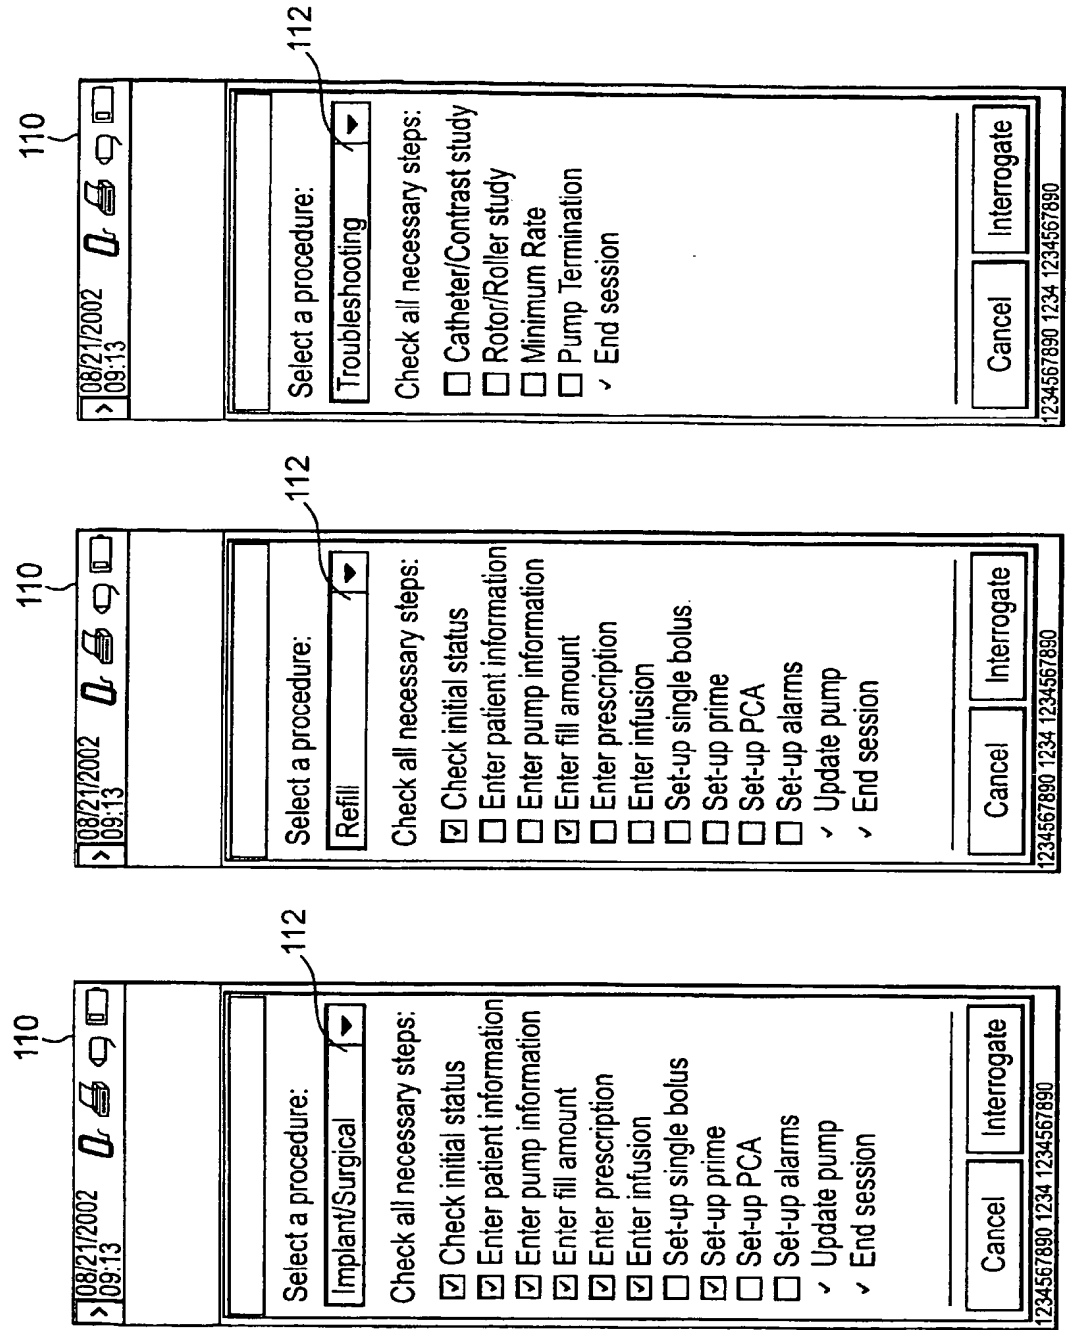 110
08/21/2002
09:13
112
Select a procedure:
Implant/Surgical
Check all necessary steps:
Check initial status
Enter patient information
Enter pump information
Enter fill amount
Enter prescription
Enter infusion
Set-up single bolus
Set-up prime
Set-up PCA
Set-up alarms
Update pump
End session
Cancel Interrogate
1234567890 1234 1234567890
110
08/21/2002
09:13
112
Select a procedure:
Refill
Check all necessary steps:
Check initial status
Enter patient information
Enter pump information
Enter fill amount
Enter prescription
Enter infusion
Set-up single bolus
Set-up prime
Set-up PCA
Set-up alarms
Update pump
End session
Cancel Interrogate
1234567890 1234 1234567890
110
08/21/2002
09:13
112
Select a procedure:
Troubleshooting
Check all necessary steps:
Catheter/Contrast study
Rotor/Roller study
Minimum Rate
Pump Termination
End session
Cancel Interrogate
1234567890 1234 1234567890